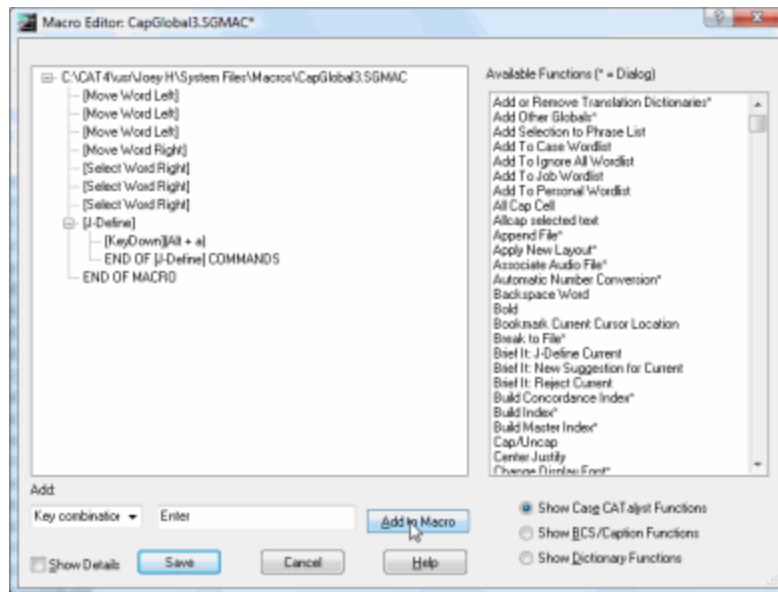 Macro Editor: CapGlobal3.SGMAC*
C:\CAT4\usr\Joey H\System Files\Macros\CapGlobal3.SGMAC
[Move Word Left]
[Move Word Left]
[Move Word Left]
[Move Word Right]
[Select Word Right]
[Select Word Right]
[Select Word Right]
[J-Define]
[KeyDown][Alt + a]
END OF [J-Define] COMMANDS
END OF MACRO
Available Functions (* = Dialog)
Add or Remove Translation Dictionaries*
Add Other Globals*
Add Selection to Phrase List
Add To Case Wordlist
Add To Ignore All Wordlist
Add To Job Wordlist
Add To Personal Wordlist
All Cap Cell
Allcap selected text
Append File*
Apply New Layout*
Associate Audio File*
Automatic Number Conversion*
Backspace Word
Bold
Bookmark Current Cursor Location
Break to File*
Brief It: J-Define Current
Brief It: New Suggestion for Current
Brief It: Reject Current
Build Concordance Index*
Build Index*
Build Master Index*
Cap/Uncap
Center Justify
Change Display Font*
Add:
Key combination Enter Add to Macro
Show Details Save Cancel Help
Show Case CATalyst Functions
Show BCS/Caption Functions
Show Dictionary Functions